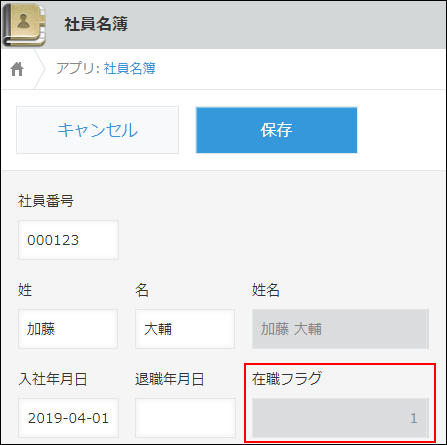 社員名簿
アプリ: 社員名簿
キャンセル 保存
社員番号
000123
姓 名 姓名
加藤 大輔 加藤 大輔
入社年月日 退職年月日 在職フラグ
2019-04-01 1